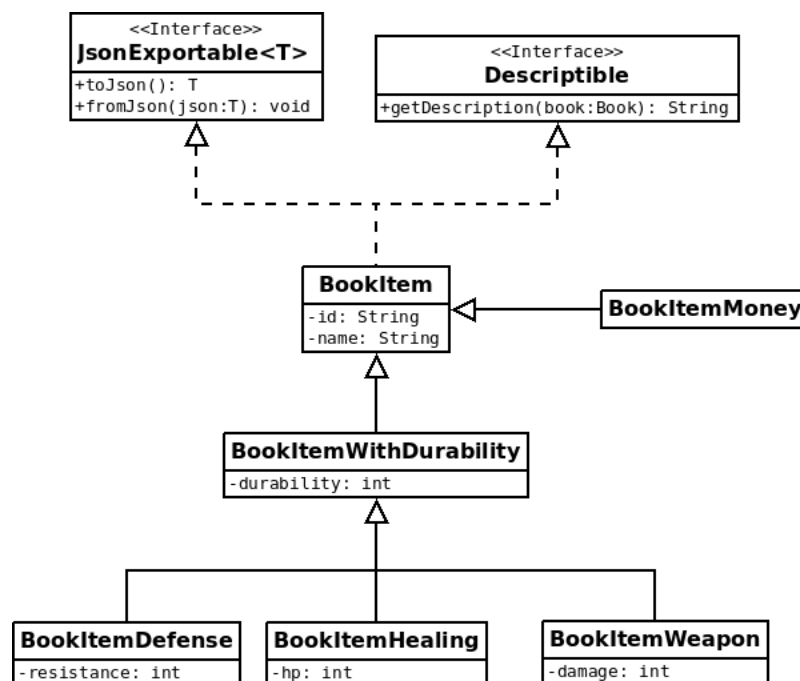 <<Interface>>
JsonExportable<T>
+toJson(): T
+fromJson(json:T): void
<<Interface>>
Descriptible
+getDescription(book:Book): String
BookItem
-id: String
-name: String
BookItemMoney
BookItemWithDurability
-durability: int
BookItemDefense
-resistance: int
BookItemHealing
-hp: int
BookItemWeapon
-damage: int